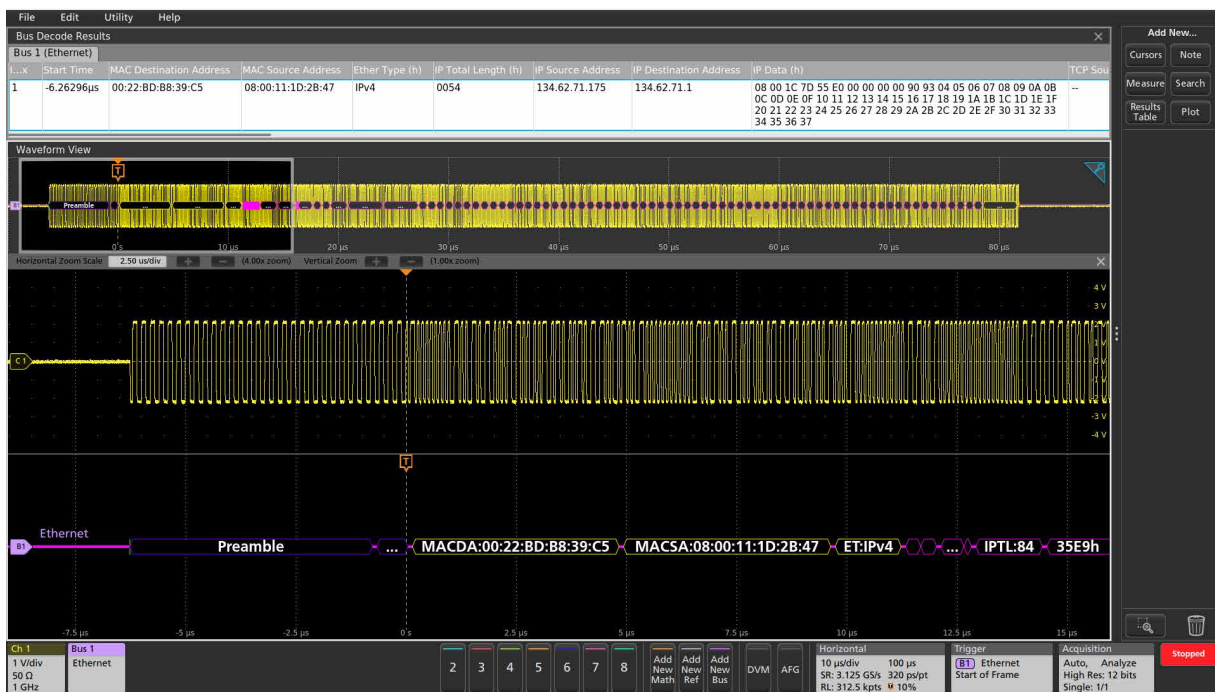 File Edit Utility Help
Add New...
Bus Decode Results
Bus 1 (Ethernet)
Cursors Note
I...x Start Time MAC Destination Address MAC Source Address Ether Type (h) IP Total Length (h) IP Source Address IP Destination Address IP Data (h) TCP Sou
1 -6.26296µs 00:22:BD:B8:39:C5 08:00:11:1D:2B:47 IPv4 0054 134.62.71.175 134.62.71.1 08 00 1C 7D 55 E0 00 00 00 00 90 93 04 05 06 07 08 09 0A 0B --
0C 0D 0E 0F 10 11 12 13 14 15 16 17 18 19 1A 1B 1C 1D 1E 1F
20 21 22 23 24 25 26 27 28 29 2A 2B 2C 2D 2E 2F 30 31 32 33
34 35 36 37
Measure Search
Results Table Plot
Waveform View
T
B1 Preamble ... ... ... ... ... ... ... ... ...
0 s 10 µs 20 µs 30 µs 40 µs 50 µs 60 µs 70 µs 80 µs
Horizontal Zoom Scale 2.50 us/div + - (4.00x zoom) Vertical Zoom + - (1.00x zoom)
4 V
3 V
2 V
1 V
C1 0 V
-1 V
-2 V
-3 V
-4 V
T
Ethernet
B1 Preamble ... MACDA:00:22:BD:B8:39:C5 MACSA:08:00:11:1D:2B:47 ET:IPv4 ... IPTL:84 35E9h
-7.5 µs -5 µs -2.5 µs 0 s 2.5 µs 5 µs 7.5 µs 10 µs 12.5 µs 15 µs
Ch 1 Bus 1 Horizontal Trigger Acquisition
1 V/div Ethernet 2 3 4 5 6 7 8 Add New Math Add New Ref Add New Bus DVM AFG 10 µs/div 100 µs B1 Ethernet Auto, Analyze Stopped
50 Ω SR: 3.125 GS/s 320 ps/pt Start of Frame High Res: 12 bits
1 GHz RL: 312.5 kpts 10% Single: 1/1